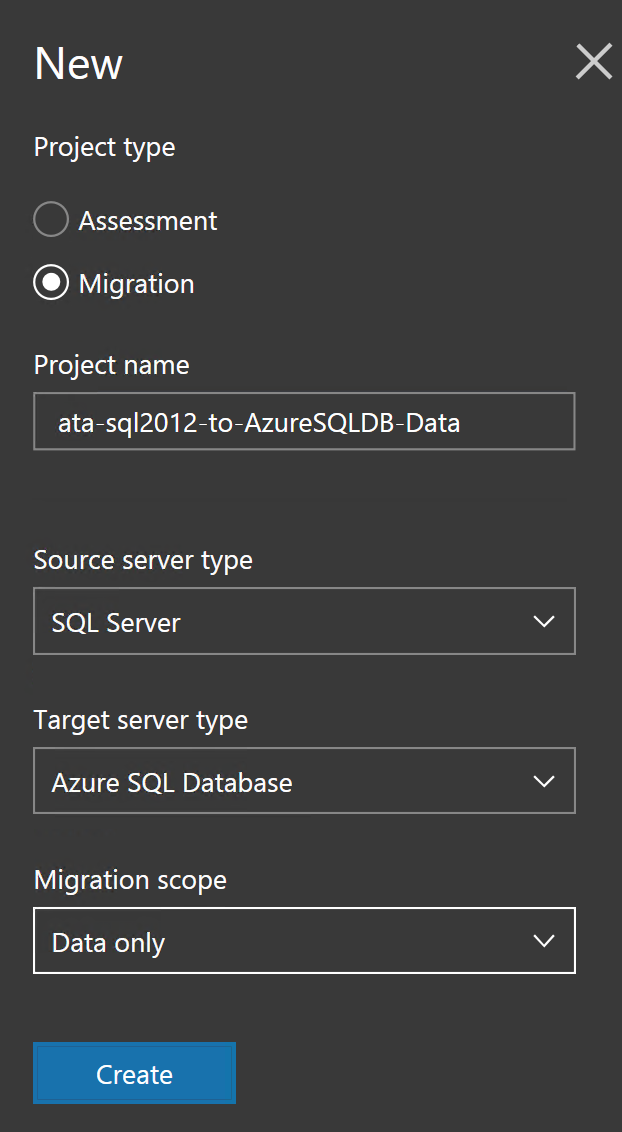 New
Project type
Assessment
Migration
Project name
ata-sql2012-to-AzureSQLDB-Data
Source server type
SQL Server
Target server type
Azure SQL Database
Migration scope
Data only
Create